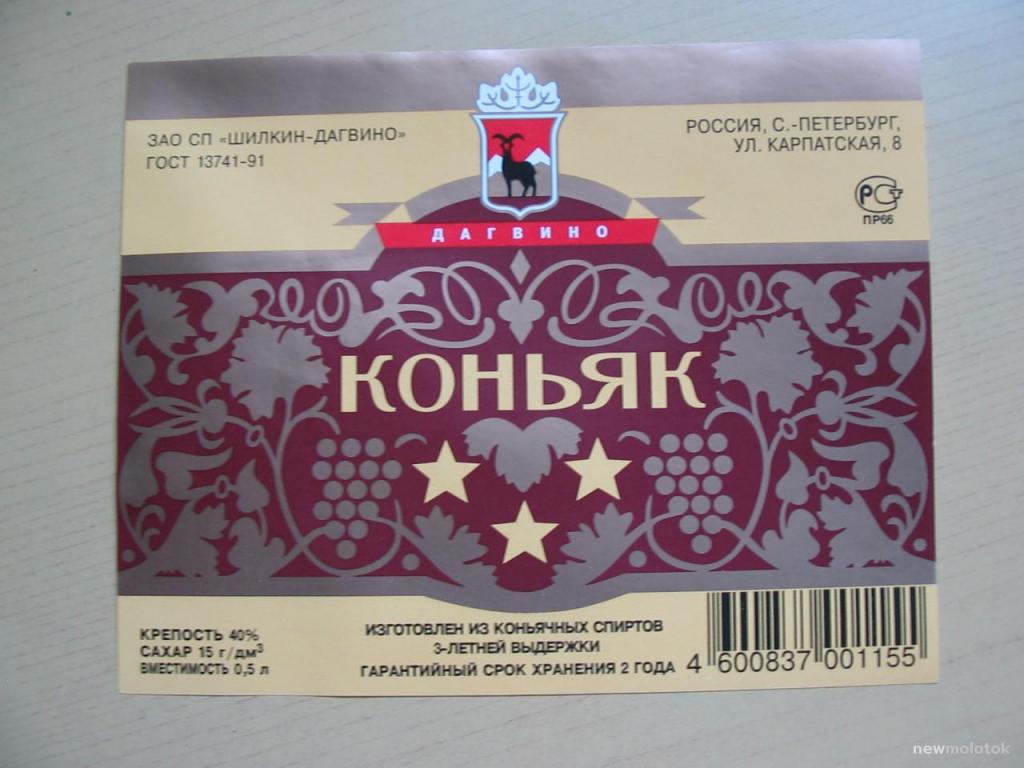 ЗАО СП «ШИЛКИН-ДАГВИНО»
ГОСТ 13741-91
РОССИЯ, С.-ПЕТЕРБУРГ,
УЛ. КАРПАТСКАЯ, 8
РСТ
ПР66
ДАГВИНО
КОНЬЯК
КРЕПОСТЬ 40%
САХАР 15 г/дм³
ВМЕСТИМОСТЬ 0,5 л
ИЗГОТОВЛЕН ИЗ КОНЬЯЧНЫХ СПИРТОВ
3-ЛЕТНЕЙ ВЫДЕРЖКИ
ГАРАНТИЙНЫЙ СРОК ХРАНЕНИЯ 2 ГОДА
4 600837 001155
newmolotok